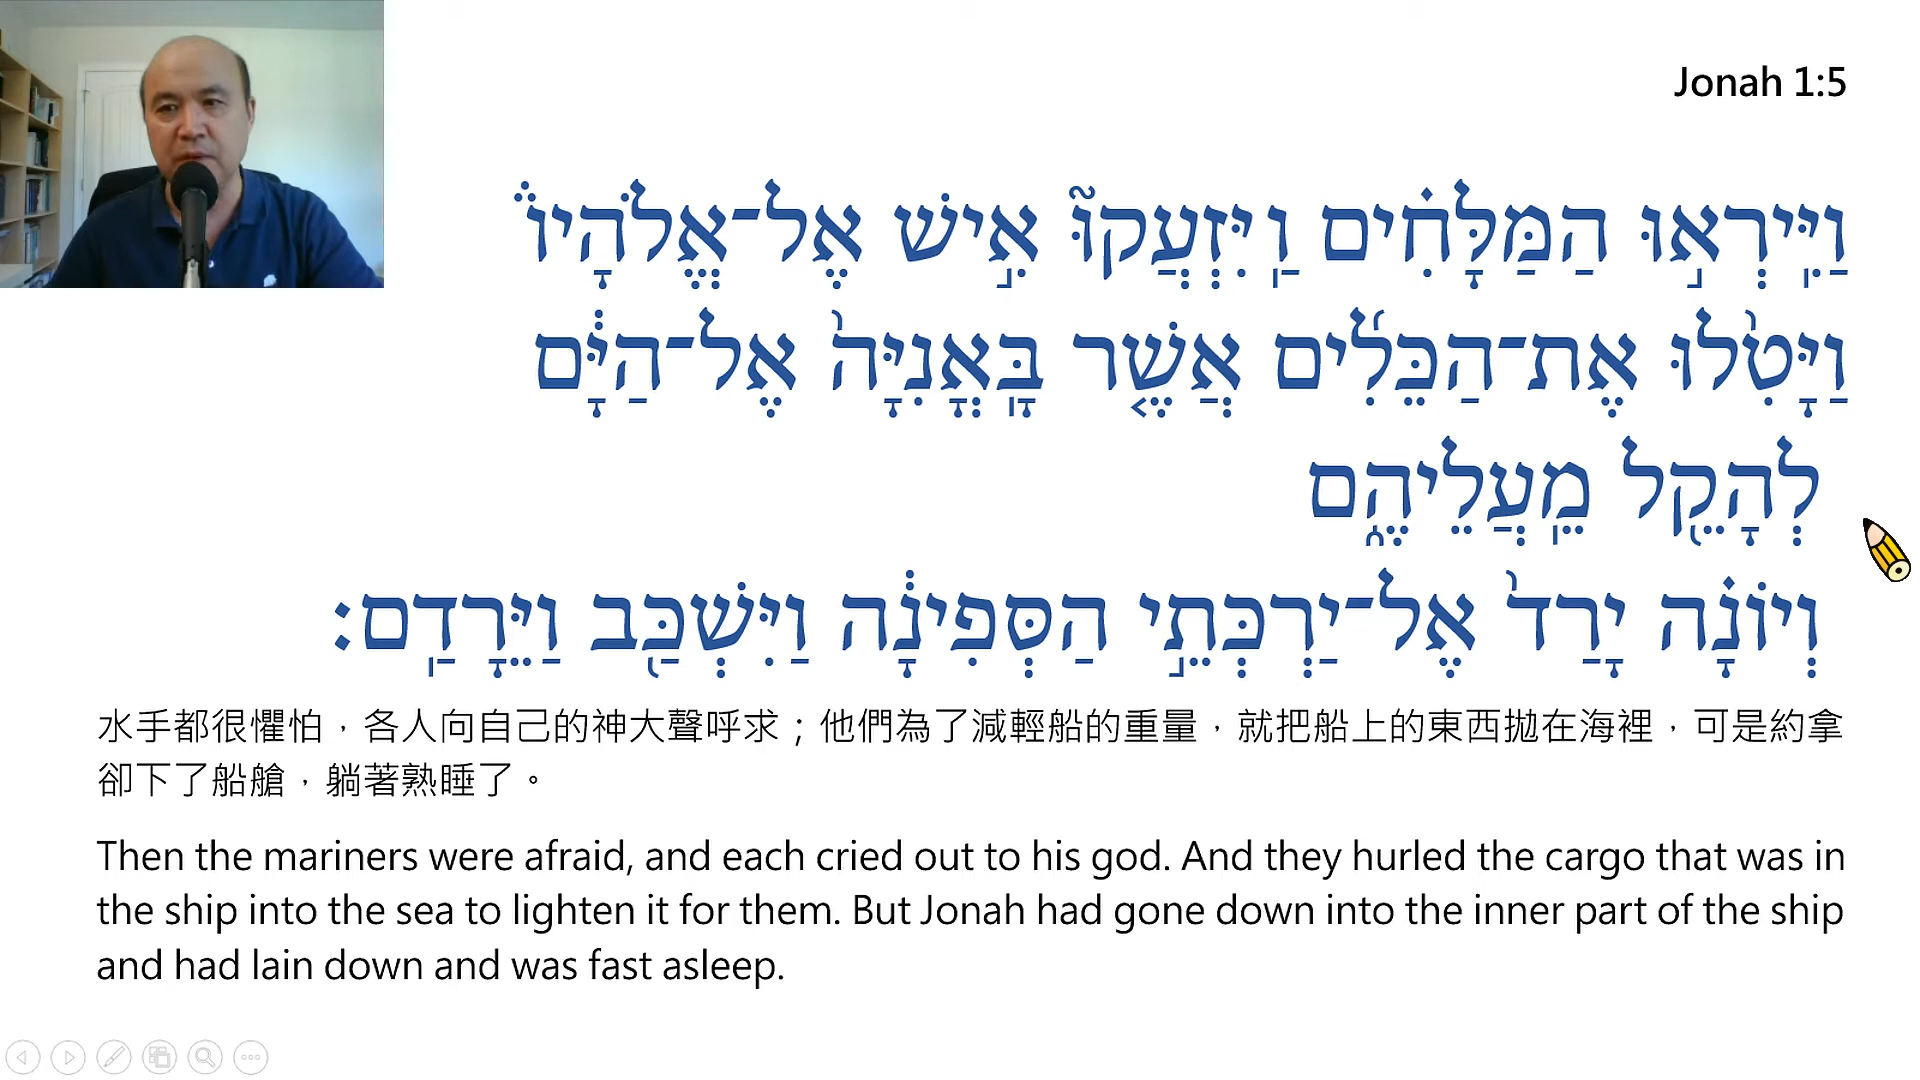 Jonah 1:5
וַיִּֽירְא֣וּ הַמַּלָּחִ֗ים וַֽיִּזְעֲקוּ֮ אִ֣ישׁ אֶל־אֱלֹהָיו֒
וַיָּטִ֨לוּ אֶת־הַכֵּלִ֜ים אֲשֶׁ֤ר בָּֽאֳנִיָּה֙ אֶל־הַיָּ֔ם
לְהָקֵ֖ל מֵֽעֲלֵיהֶ֑ם
וְיוֹנָ֗ה יָרַד֙ אֶל־יַרְכְּתֵ֣י הַסְּפִינָ֔ה וַיִּשְׁכַּ֖ב וַיֵּרָדַֽם׃
水手都很懼怕，各人向自己的神大聲呼求；他們為了減輕船的重量，就把船上的東西拋在海裡，可是約拿
卻下了船艙，躺著熟睡了。
Then the mariners were afraid, and each cried out to his god. And they hurled the cargo that was in
the ship into the sea to lighten it for them. But Jonah had gone down into the inner part of the ship
and had lain down and was fast asleep.